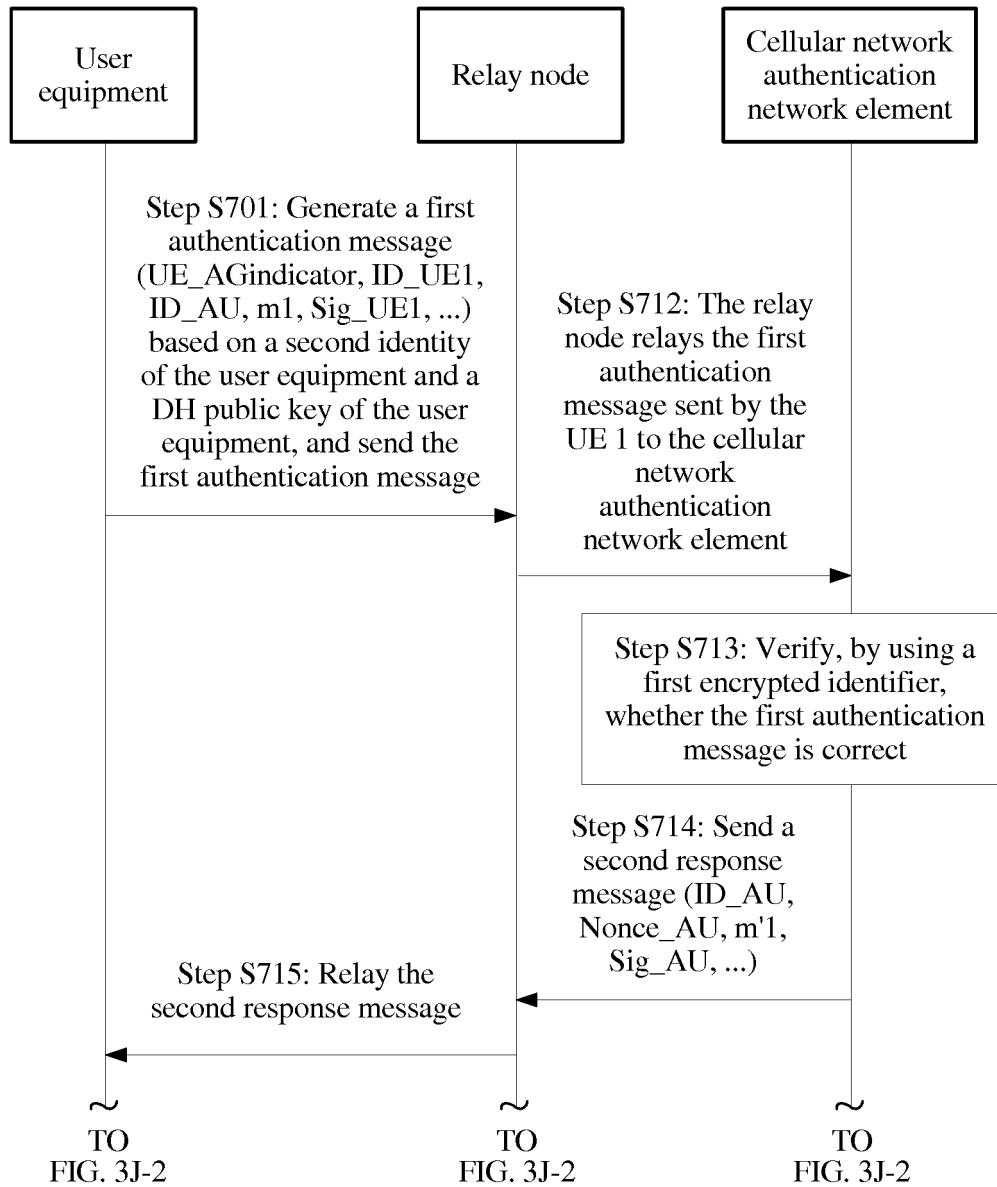 User
equipment
Relay node
Cellular network
authentication
network element
Step S701: Generate a first
authentication message
(UE_AGindicator, ID_UE1,
ID_AU, m1, Sig_UE1, ...)
based on a second identity
of the user equipment and a
DH public key of the user
equipment, and send the
first authentication message
Step S712: The relay
node relays the first
authentication
message sent by the
UE 1 to the cellular
network
authentication
network element
Step S713: Verify, by using a
first encrypted identifier,
whether the first authentication
message is correct
Step S714: Send a
second response
message (ID_AU,
Nonce_AU, m'1,
Sig_AU, ...)
Step S715: Relay the
second response message
TO
FIG. 3J-2
TO
FIG. 3J-2
TO
FIG. 3J-2